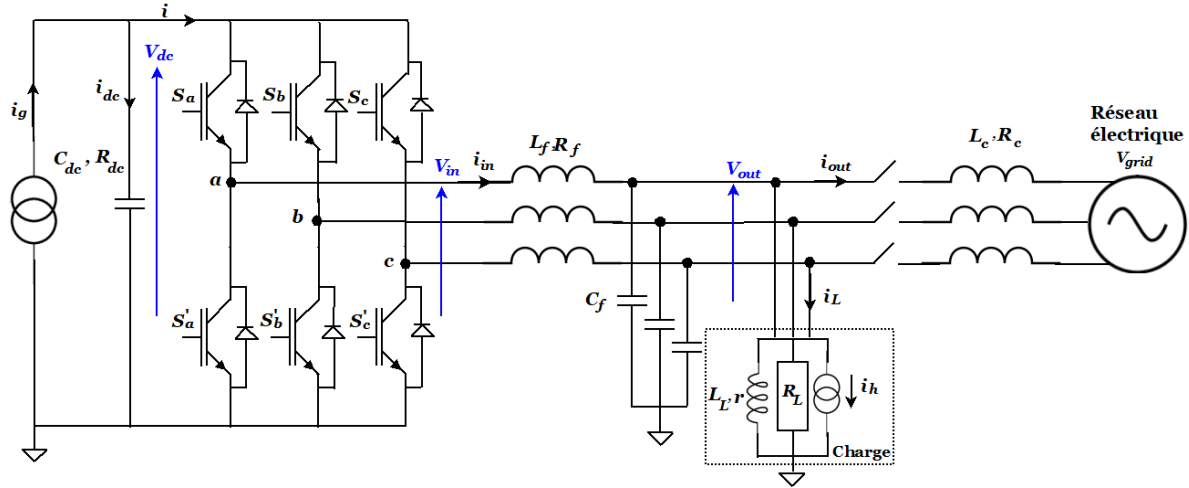 i
V_dc
i_dc
i_g
C_dc , R_dc
S_a
S_b
S_c
a
b
c
S'_a
S'_b
S'_c
V_in
i_in
L_f,R_f
C_f
V_out
i_out
i_L
L_L,r
R_L
i_h
Charge
L_c,R_c
Réseau
électrique
V_grid